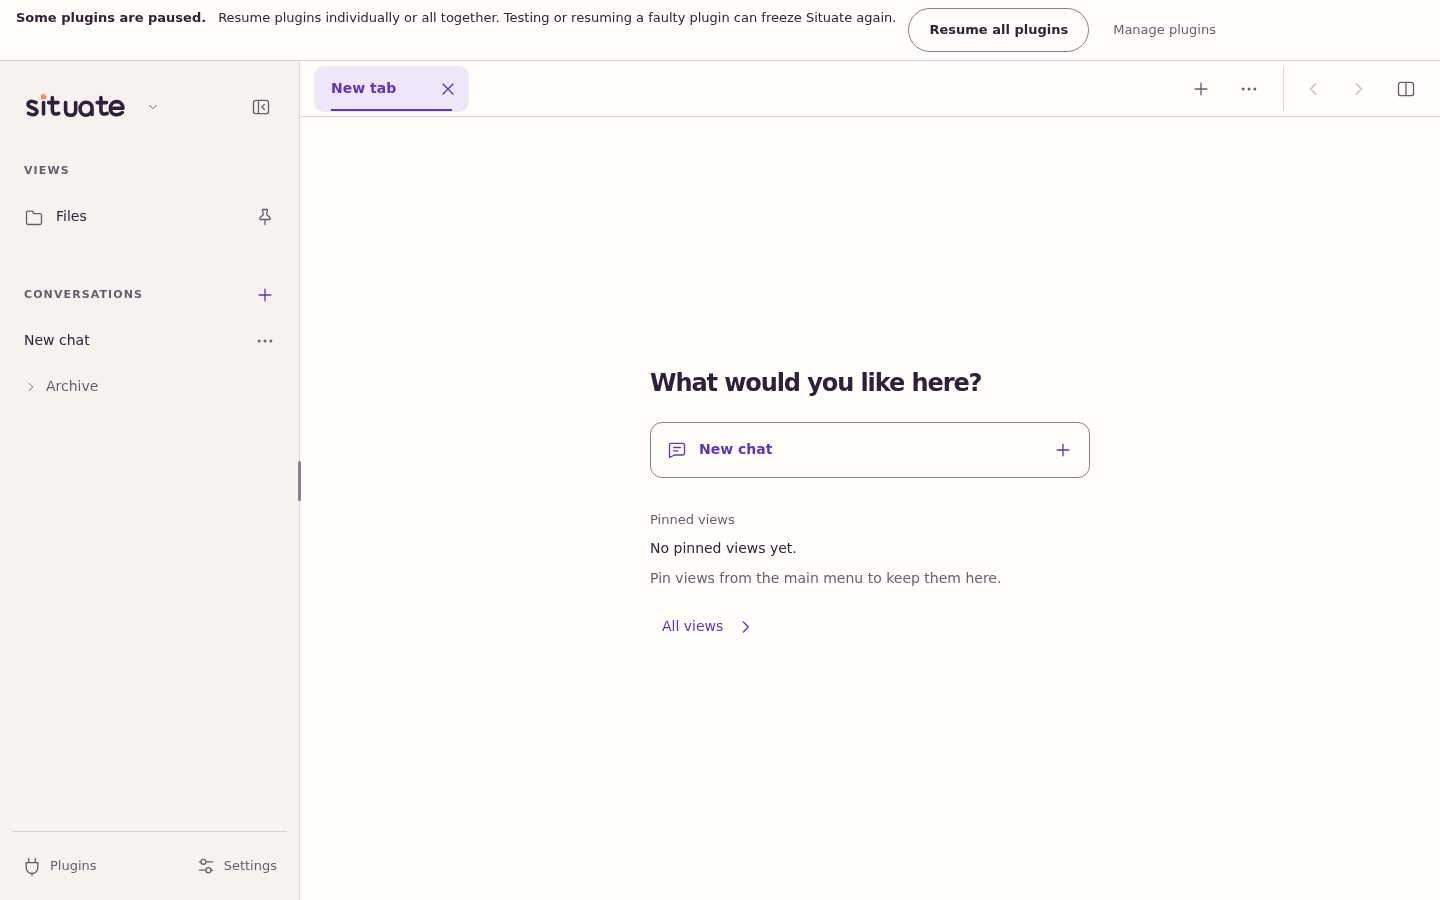 Some plugins are paused. Resume plugins individually or all together. Testing or resuming a faulty plugin can freeze Situate again.
Resume all plugins
Manage plugins
situate
New tab
VIEWS
Files
CONVERSATIONS
New chat
Archive
What would you like here?
New chat
Pinned views
No pinned views yet.
Pin views from the main menu to keep them here.
All views
Plugins
Settings